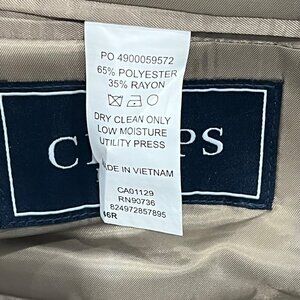 PO 4900059572
65% POLYESTER
35% RAYON
DRY CLEAN ONLY
LOW MOISTURE
UTILITY PRESS
MADE IN VIETNAM
CA01129
RN90736
824972857895
46R